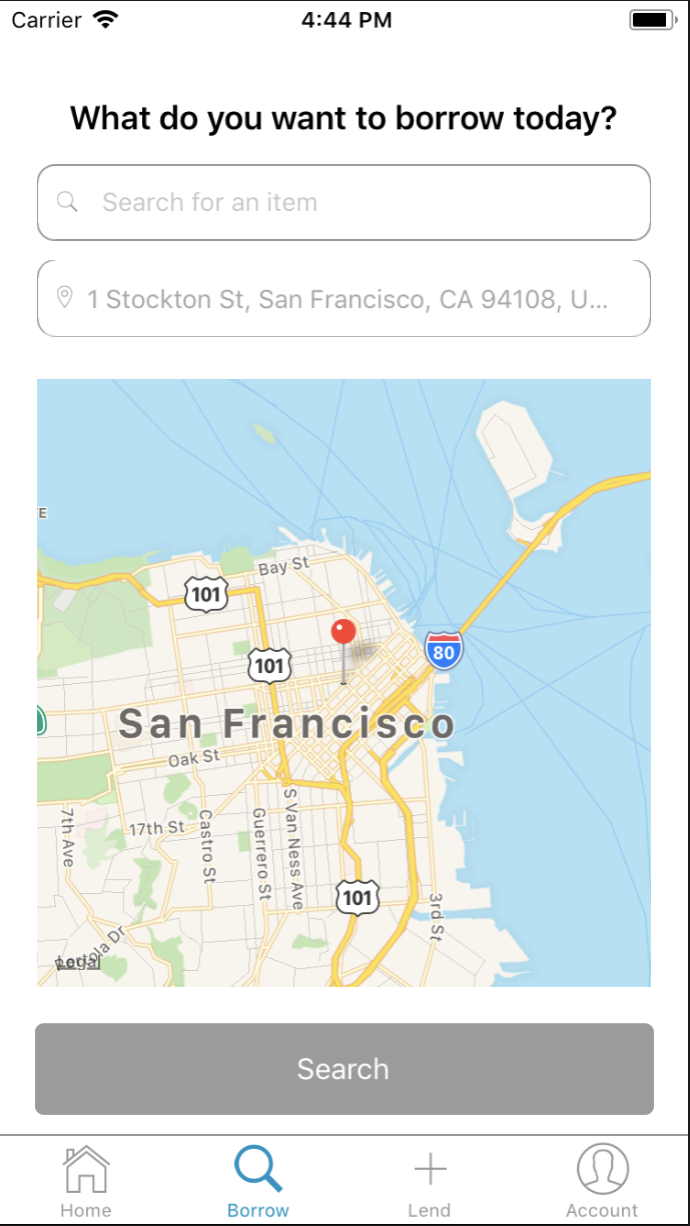 Carrier
4:44 PM
What do you want to borrow today?
Search for an item
1 Stockton St, San Francisco, CA 94108, U...
E
Bay St
101
101
80
San Francisco
Oak St
7th Ave
17th St
Castro St
Guerrero St
S Van Ness Ave
101
3rd St
Legal
Search
Home
Borrow
Lend
Account